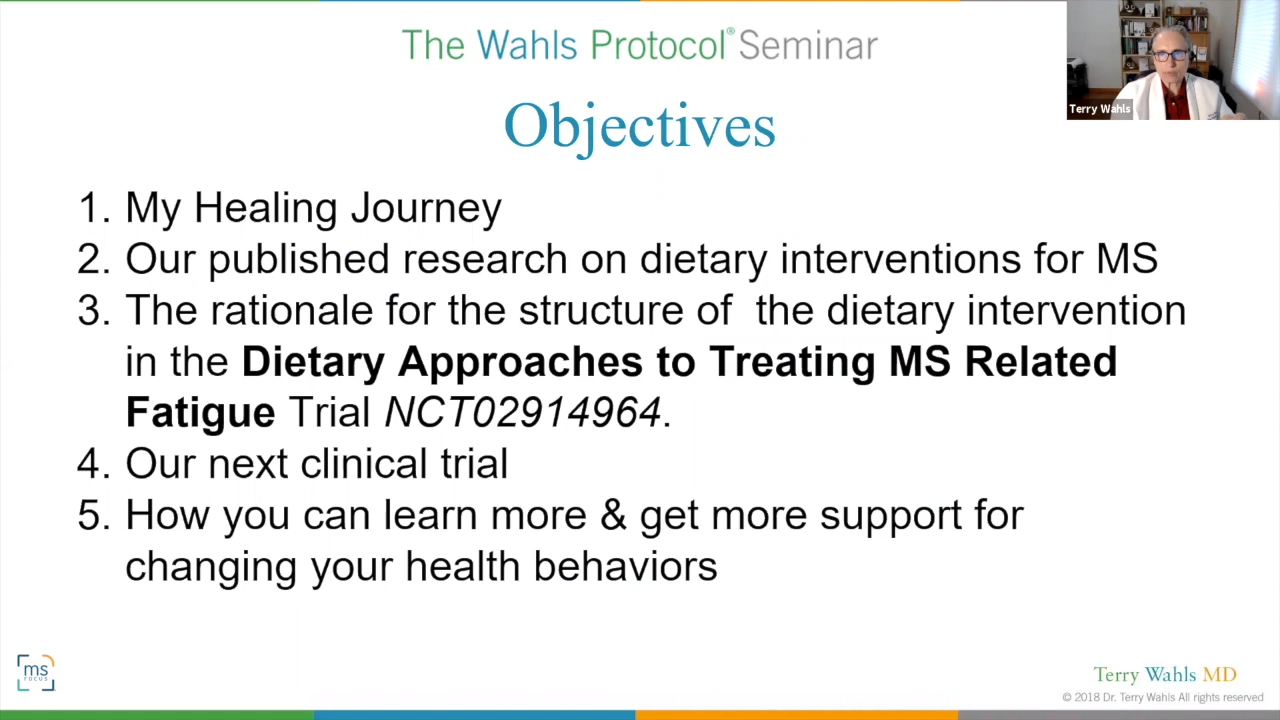 The Wahls Protocol® Seminar
Terry Wahls
Objectives
1. My Healing Journey
2. Our published research on dietary interventions for MS
3. The rationale for the structure of  the dietary intervention
in the Dietary Approaches to Treating MS Related
Fatigue Trial NCT02914964.
4. Our next clinical trial
5. How you can learn more & get more support for
changing your health behaviors
ms
FOCUS
Terry Wahls MD
© 2018 Dr. Terry Wahls All rights reserved